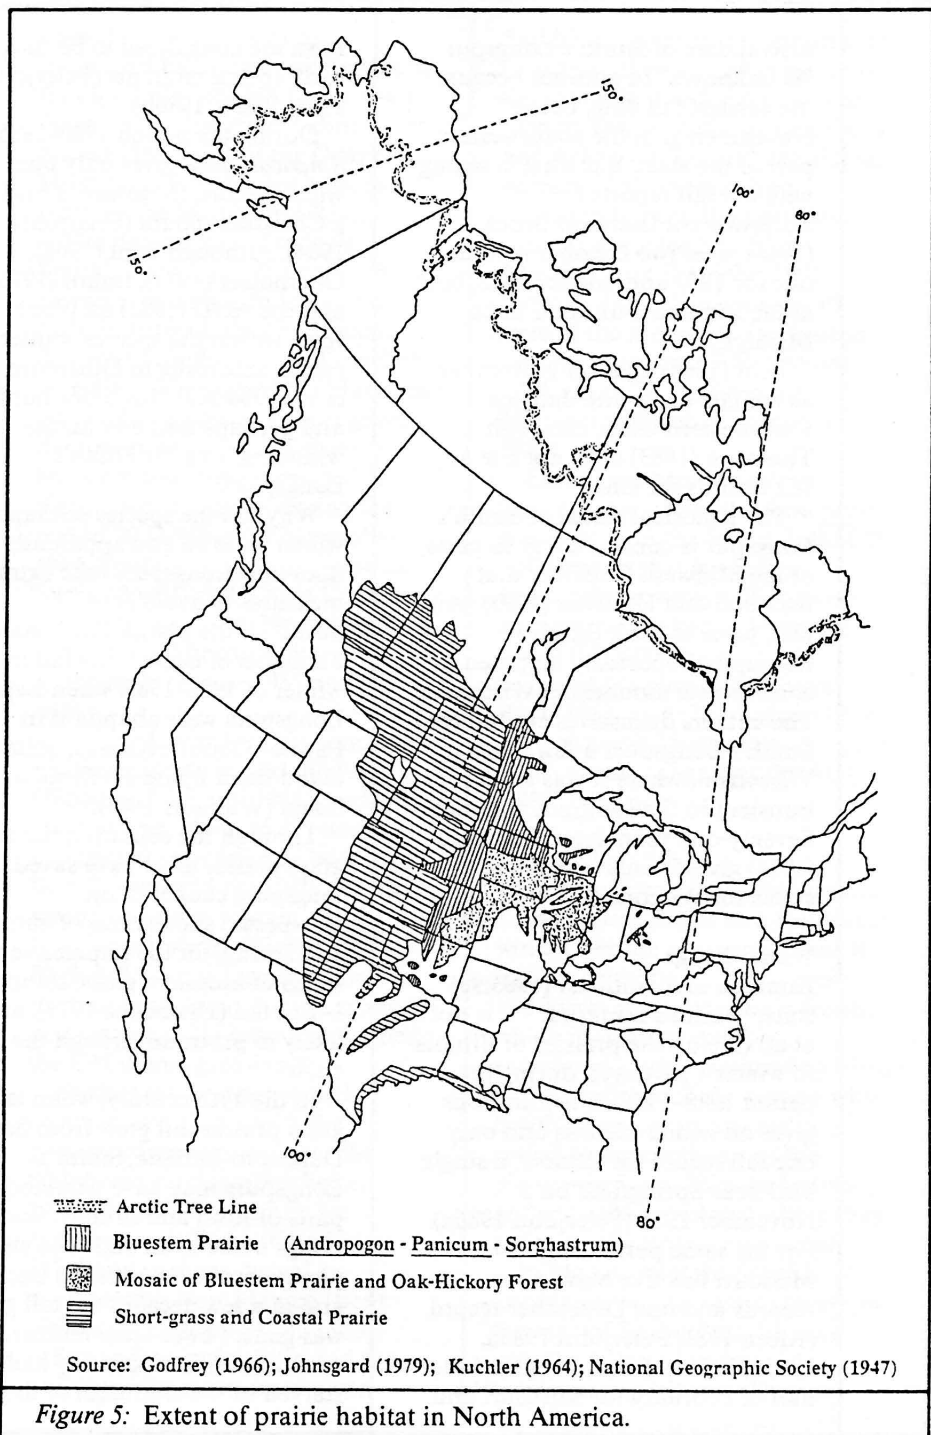 150°
100°
80°
150°
100°
80°
Arctic Tree Line
Bluestem Prairie (Andropogon - Panicum - Sorghastrum)
Mosaic of Bluestem Prairie and Oak-Hickory Forest
Short-grass and Coastal Prairie
Source: Godfrey (1966); Johnsgard (1979); Kuchler (1964); National Geographic Society (1947)
Figure 5: Extent of prairie habitat in North America.